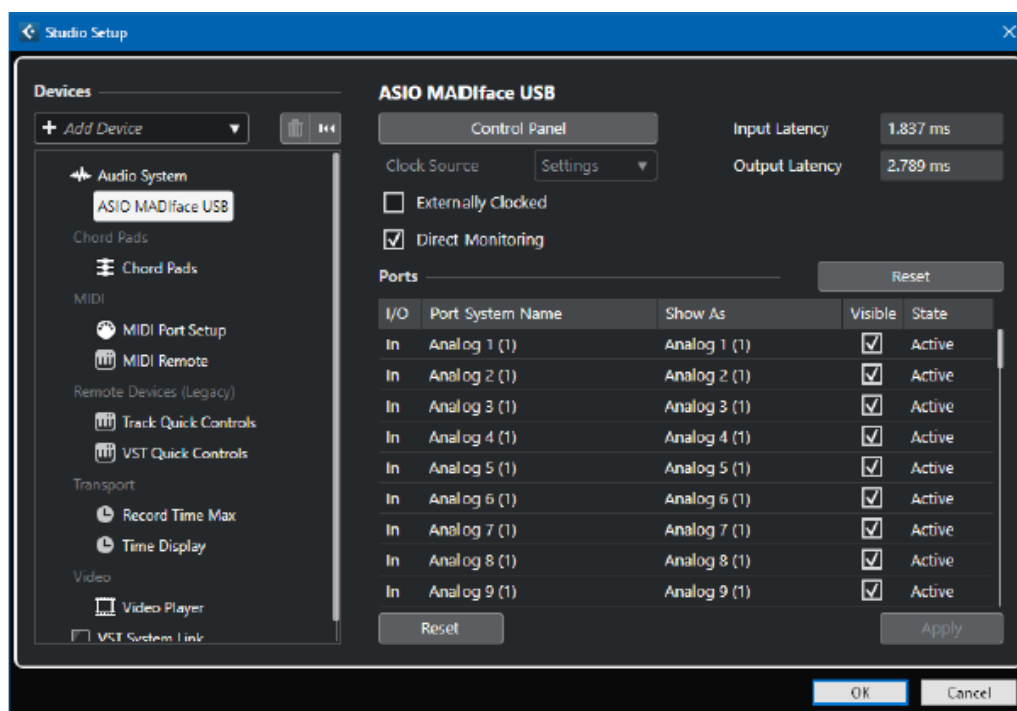 Studio Setup
Devices
Add Device
Audio System
ASIO MADIface USB
Chord Pads
Chord Pads
MIDI
MIDI Port Setup
MIDI Remote
Remote Devices (Legacy)
Track Quick Controls
VST Quick Controls
Transport
Record Time Max
Time Display
Video
Video Player
VST System Link
ASIO MADIface USB
Control Panel
Input Latency 1.837 ms
Clock Source Settings
Output Latency 2.789 ms
Externally Clocked
Direct Monitoring
Ports
Reset
I/O Port System Name Show As Visible State
In Analog 1 (1) Analog 1 (1) Active
In Analog 2 (1) Analog 2 (1) Active
In Analog 3 (1) Analog 3 (1) Active
In Analog 4 (1) Analog 4 (1) Active
In Analog 5 (1) Analog 5 (1) Active
In Analog 6 (1) Analog 6 (1) Active
In Analog 7 (1) Analog 7 (1) Active
In Analog 8 (1) Analog 8 (1) Active
In Analog 9 (1) Analog 9 (1) Active
Reset Apply
OK Cancel